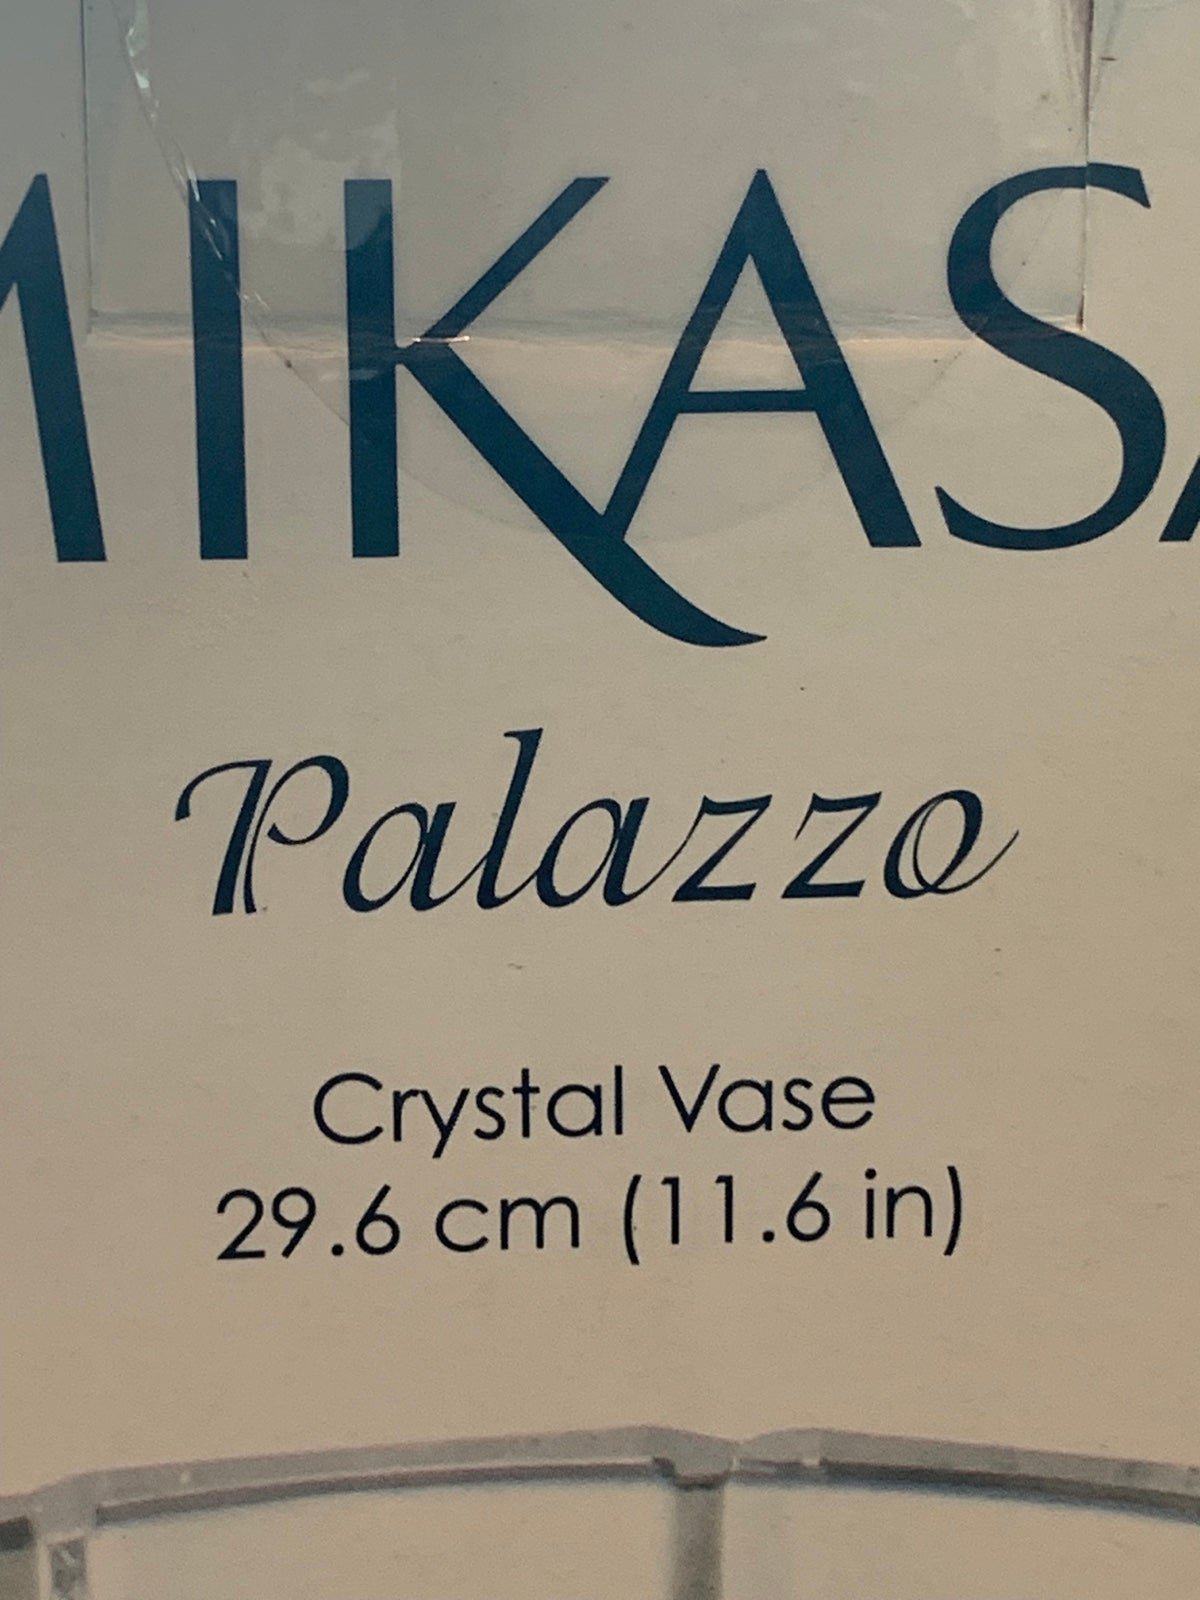 MIKASA
Palazzo
Crystal Vase
29.6 cm (11.6 in)